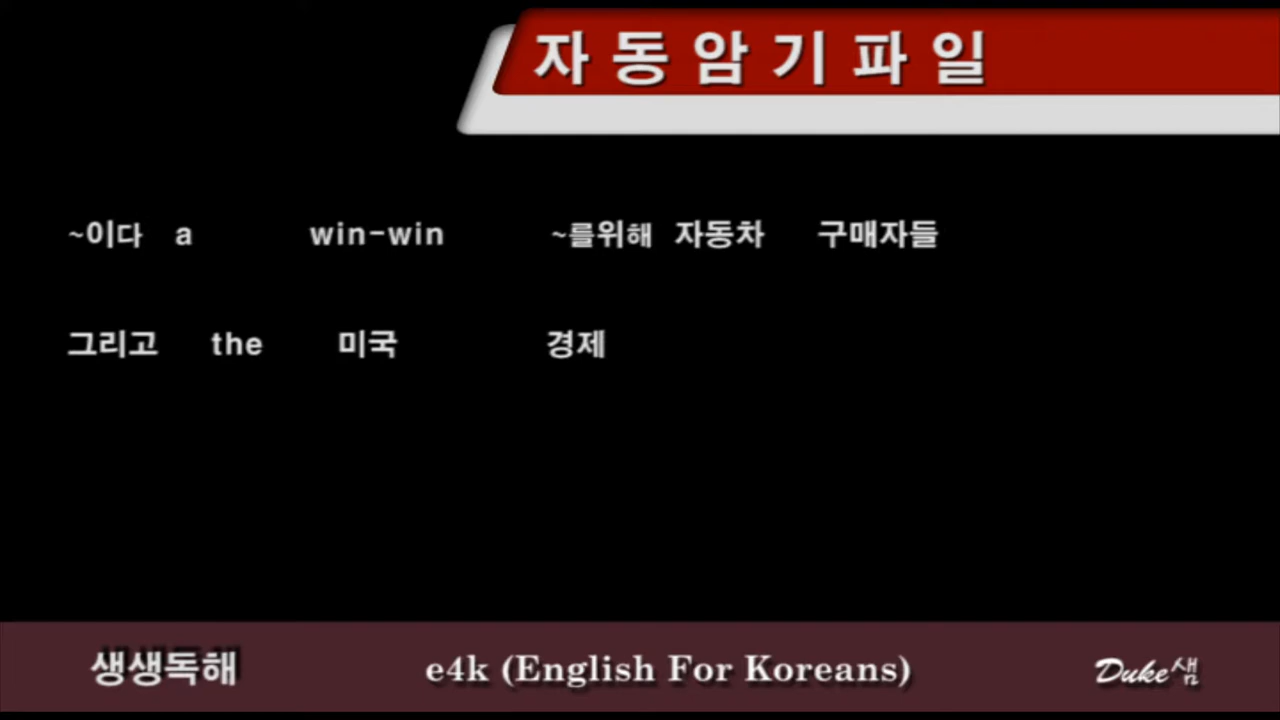 자동암기파일
~이다 a win-win ~를위해 자동차 구매자들
그리고 the 미국 경제
생생독해 e4k (English For Koreans) Duke샘